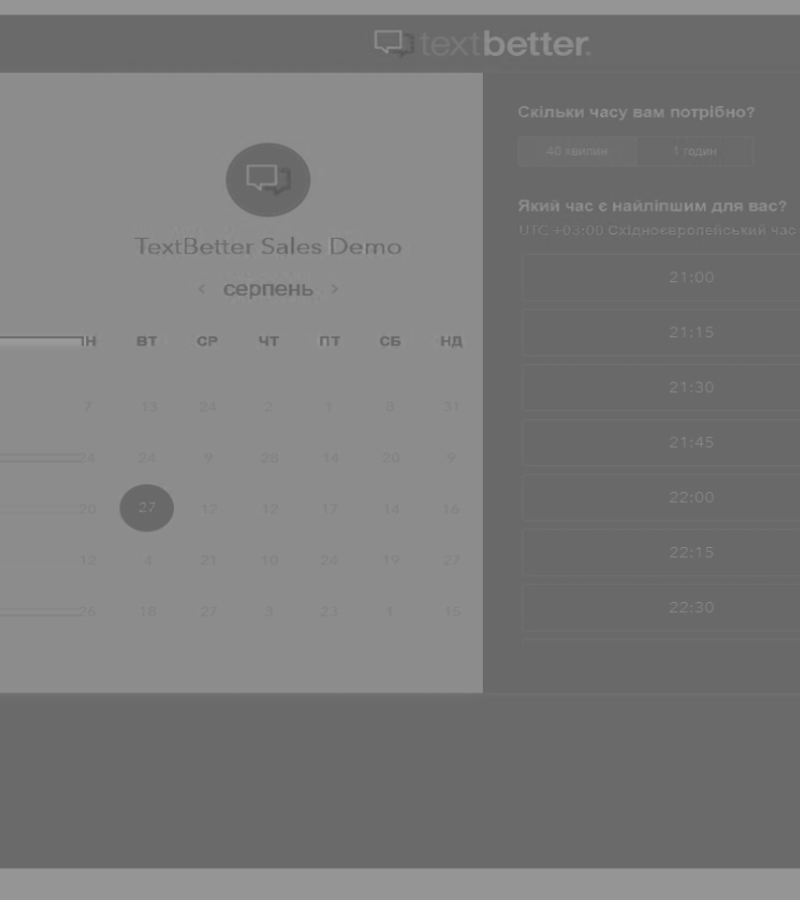 textbetter.
TextBetter Sales Demo
< серпень >
ВТ СР ЧТ ПТ СБ НД
7 13 24 2 1 8 31
24 24 9 28 14 20 9
20 27 12 12 17 14 16
12 4 21 10 24 19 27
26 18 27 3 23 1 15
Скільки часу вам потрібно?
40 хвилин 1 годин
Який час є найліпшим для вас?
UTC +03:00 Східноєвропейський час
21:00
21:15
21:30
21:45
22:00
22:15
22:30